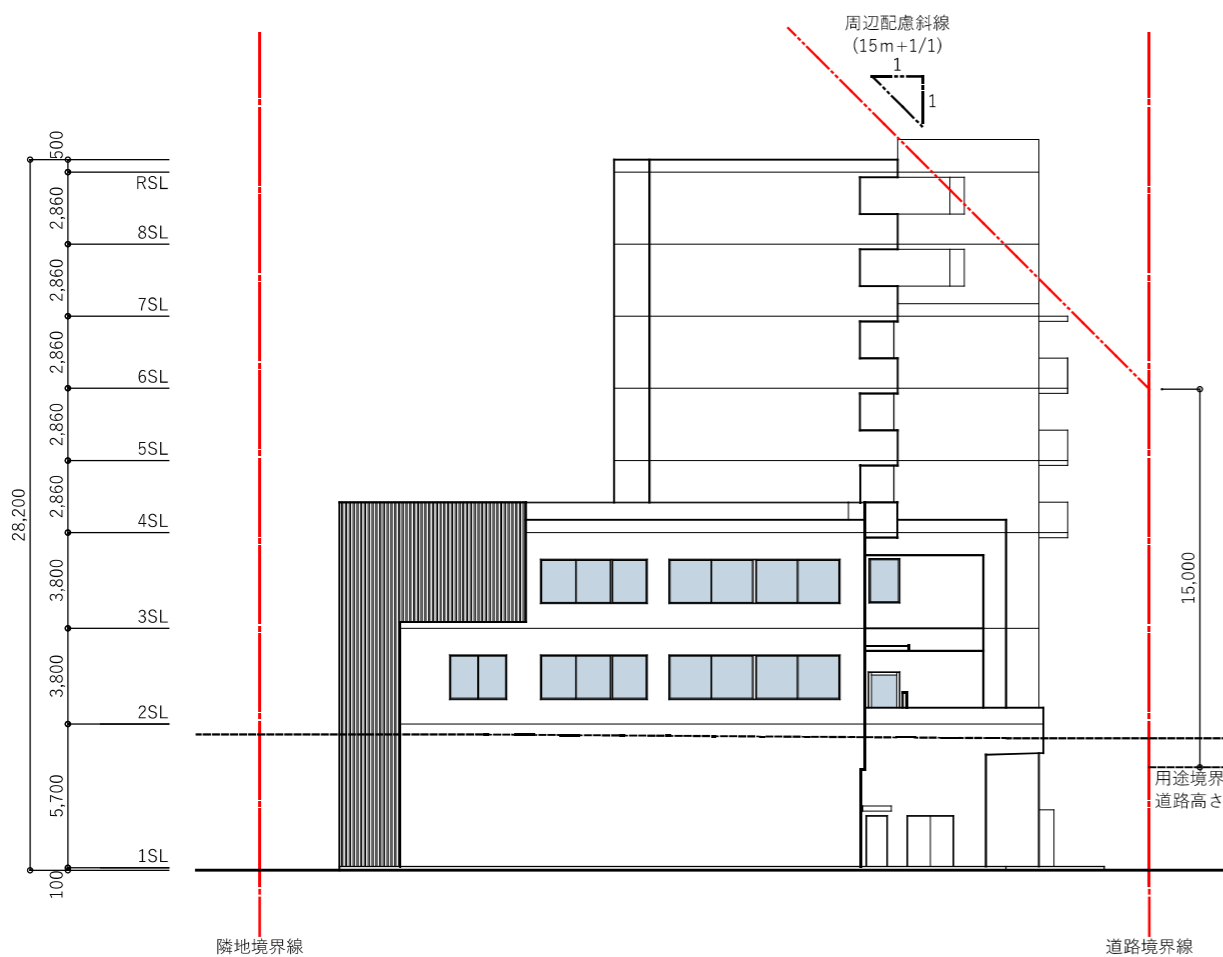 周辺配慮斜線
(15m+1/1)
1
1
500
RSL
2,860
8SL
2,860
7SL
2,860
6SL
2,860
5SL
2,860
4SL
3,800
3SL
3,800
2SL
5,700
1SL
100
28,200
15,000
用途境界
道路高さ
隣地境界線
道路境界線